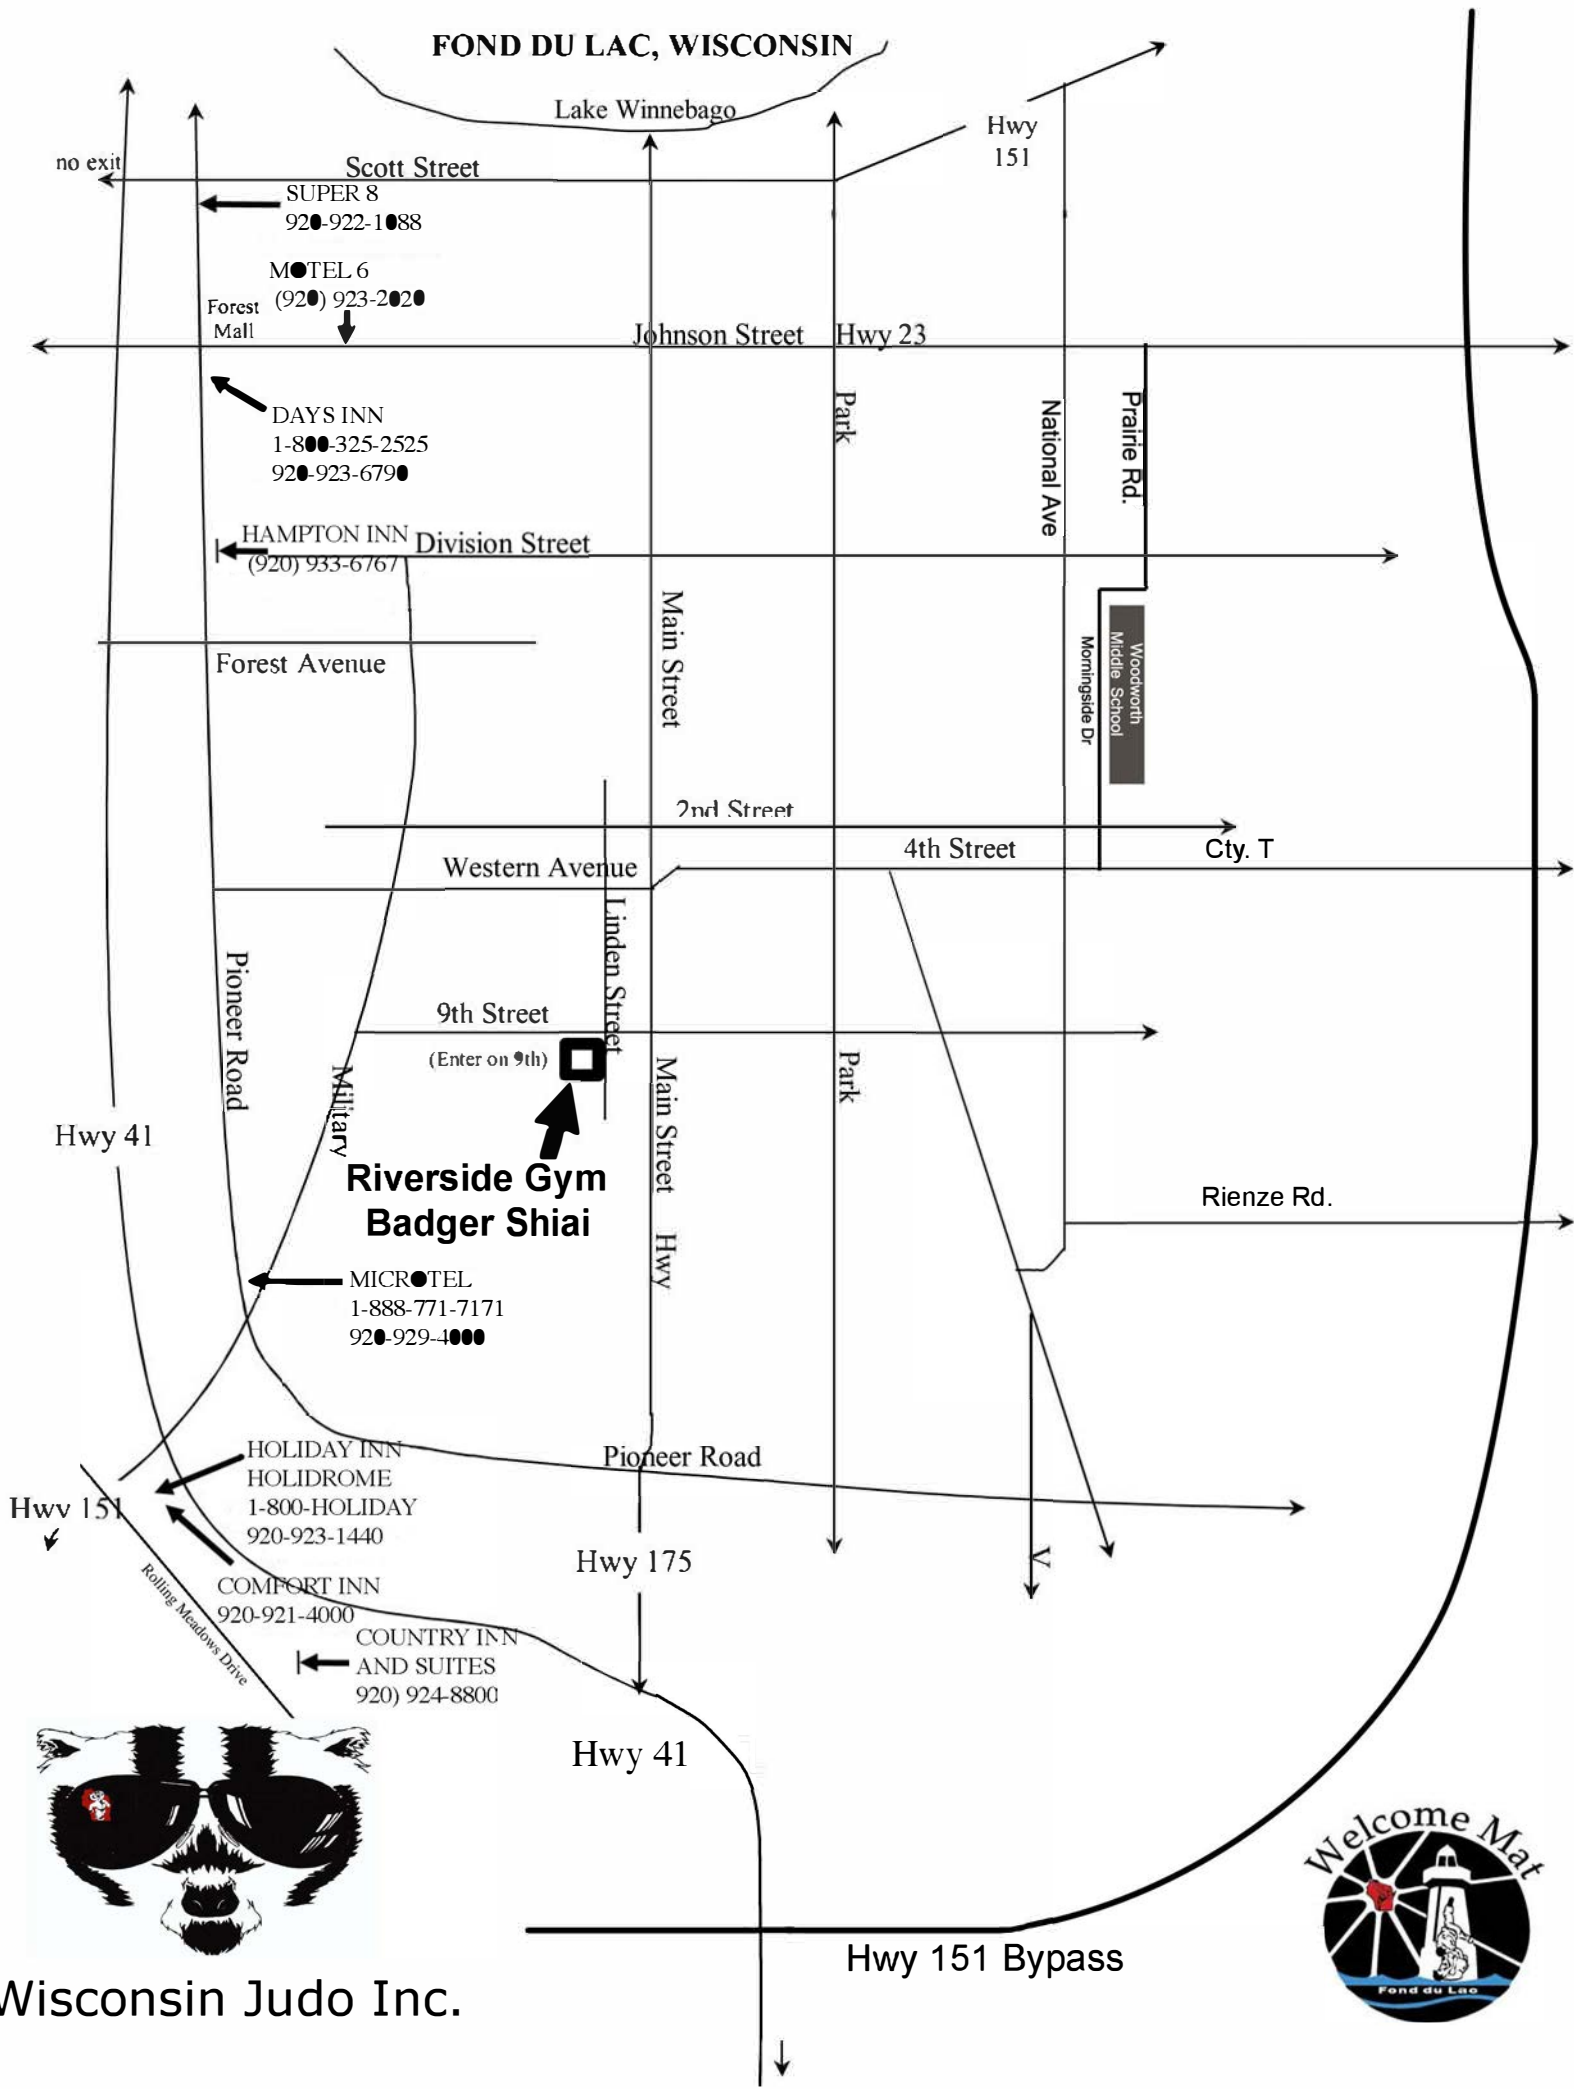 FOND DU LAC, WISCONSIN
Lake Winnebago
Hwy
151
no exit
Scott Street
SUPER 8
920-922-1088
MOTEL 6
(920) 923-2020
Forest
Mall
Johnson Street
Hwy 23
DAYS INN
1-800-325-2525
920-923-6790
Park
National Ave
Prairie Rd.
HAMPTON INN
(920) 933-6767
Division Street
Main Street
Forest Avenue
Woodworth
Middle School
Morningside Dr
2nd Street
4th Street
Cty. T
Western Avenue
Linden Street
Pioneer Road
9th Street
(Enter on 9th)
Main Street
Park
Military
Hwy 41
Riverside Gym
Badger Shiai
Rienze Rd.
Hwy
MICROTEL
1-888-771-7171
920-929-4000
HOLIDAY INN
HOLIDROME
1-800-HOLIDAY
920-923-1440
Pioneer Road
Hwy 151
Hwy 175
V
COMFORT INN
920-921-4000
Rolling Meadows Drive
COUNTRY INN
AND SUITES
920) 924-8800
Hwy 41
Welcome Mat
Fond du Lac
Hwy 151 Bypass
Wisconsin Judo Inc.